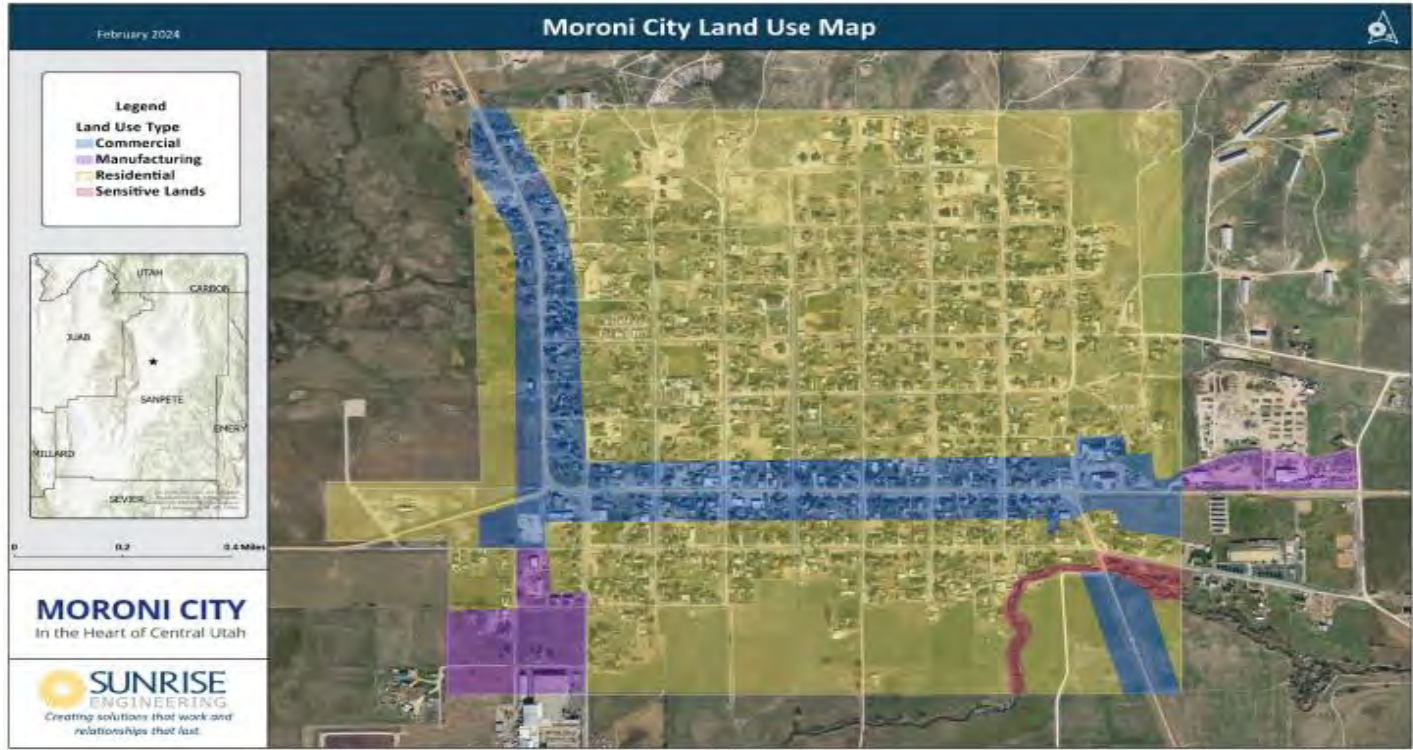 February 2024
Moroni City Land Use Map
Legend
Land Use Type
Commercial
Manufacturing
Residential
Sensitive Lands
UTAH
CARBON
JUAB
SANPETE
EMERY
MILLARD
SEVIER
0 0.2 0.4 Miles
MORONI CITY
In the Heart of Central Utah
SUNRISE
ENGINEERING
Creating solutions that work and
relationships that last.